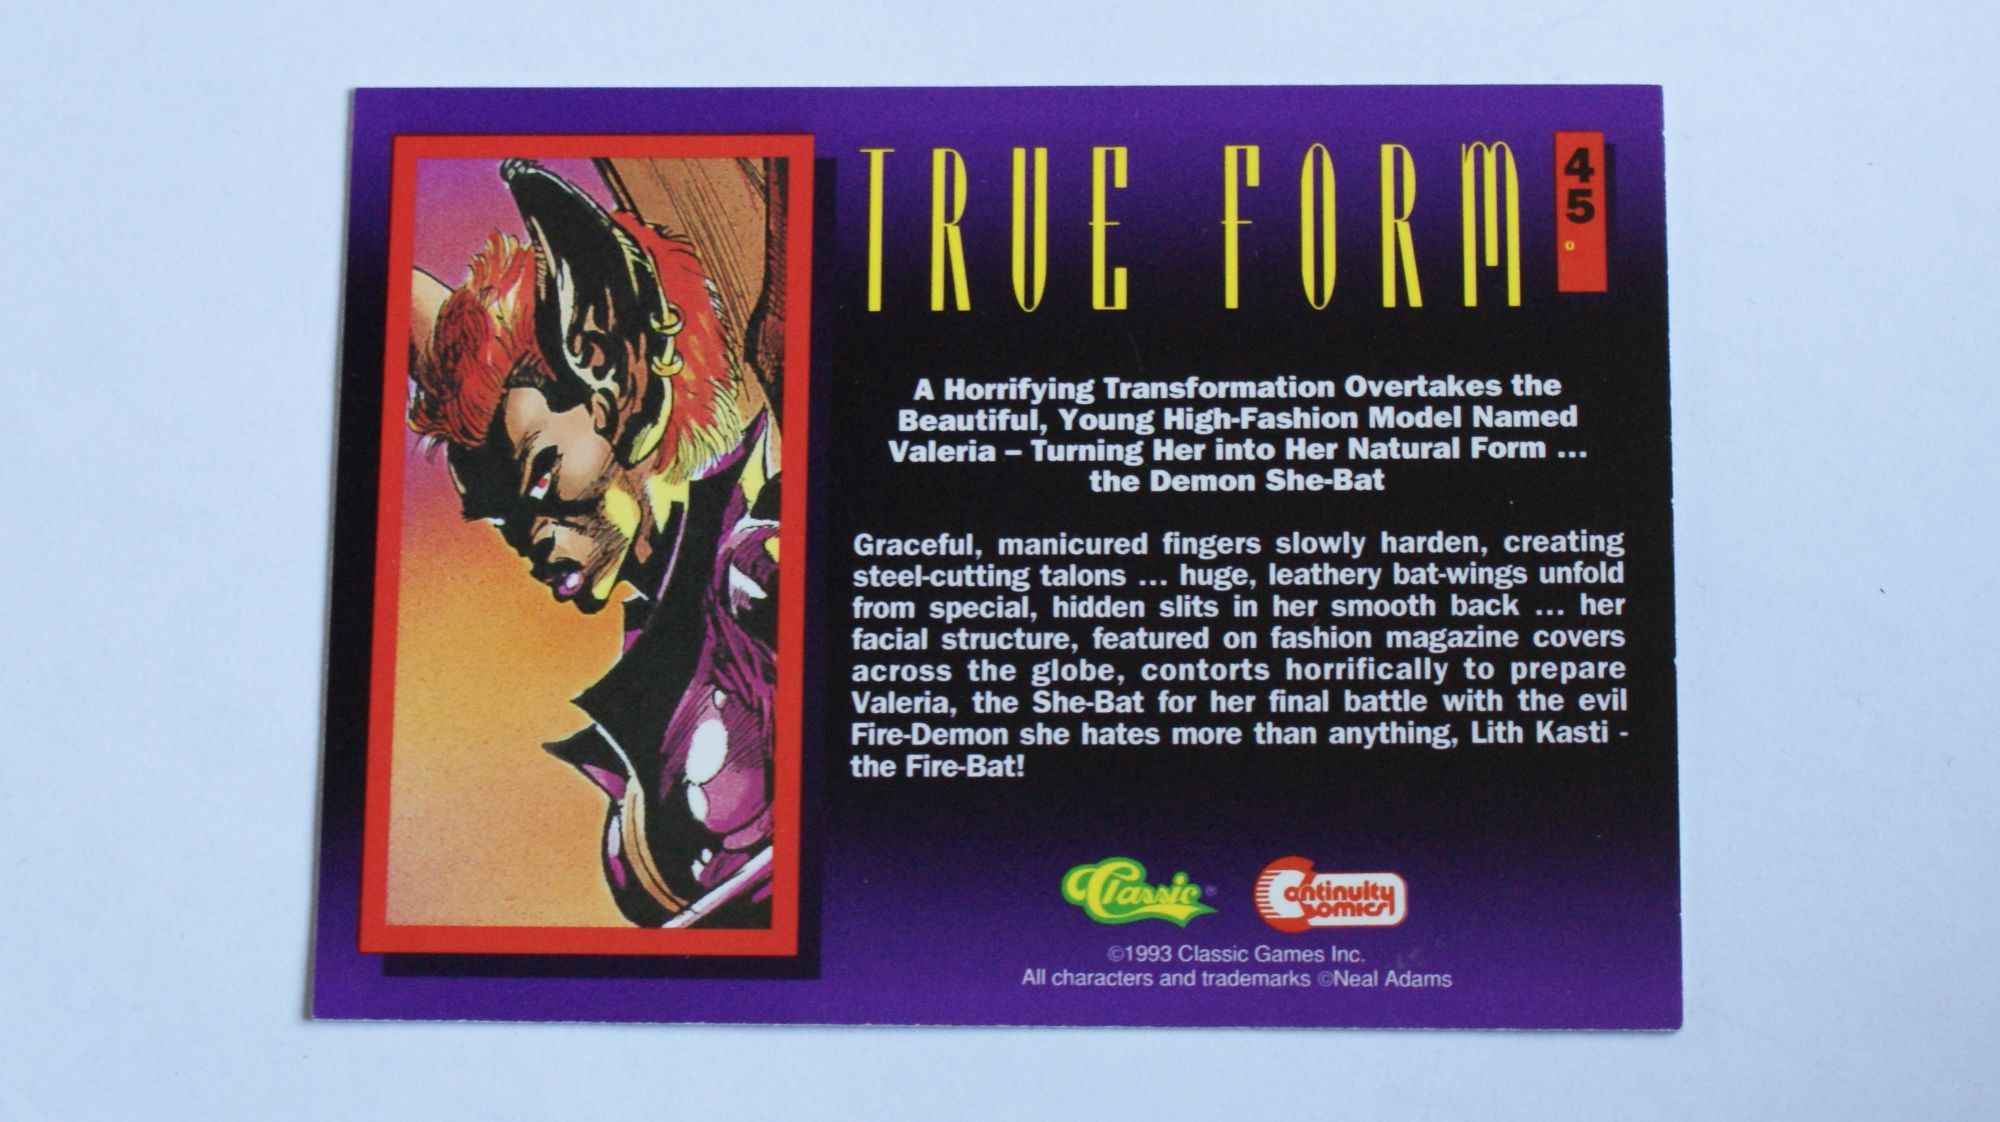 TRUE FORM
4
5
A Horrifying Transformation Overtakes the
Beautiful, Young High-Fashion Model Named
Valeria – Turning Her into Her Natural Form ...
the Demon She-Bat
Graceful, manicured fingers slowly harden, creating
steel-cutting talons ... huge, leathery bat-wings unfold
from special, hidden slits in her smooth back ... her
facial structure, featured on fashion magazine covers
across the globe, contorts horrifically to prepare
Valeria, the She-Bat for her final battle with the evil
Fire-Demon she hates more than anything, Lith Kasti -
the Fire-Bat!
Classic®
Continuity
Comics
©1993 Classic Games Inc.
All characters and trademarks ©Neal Adams